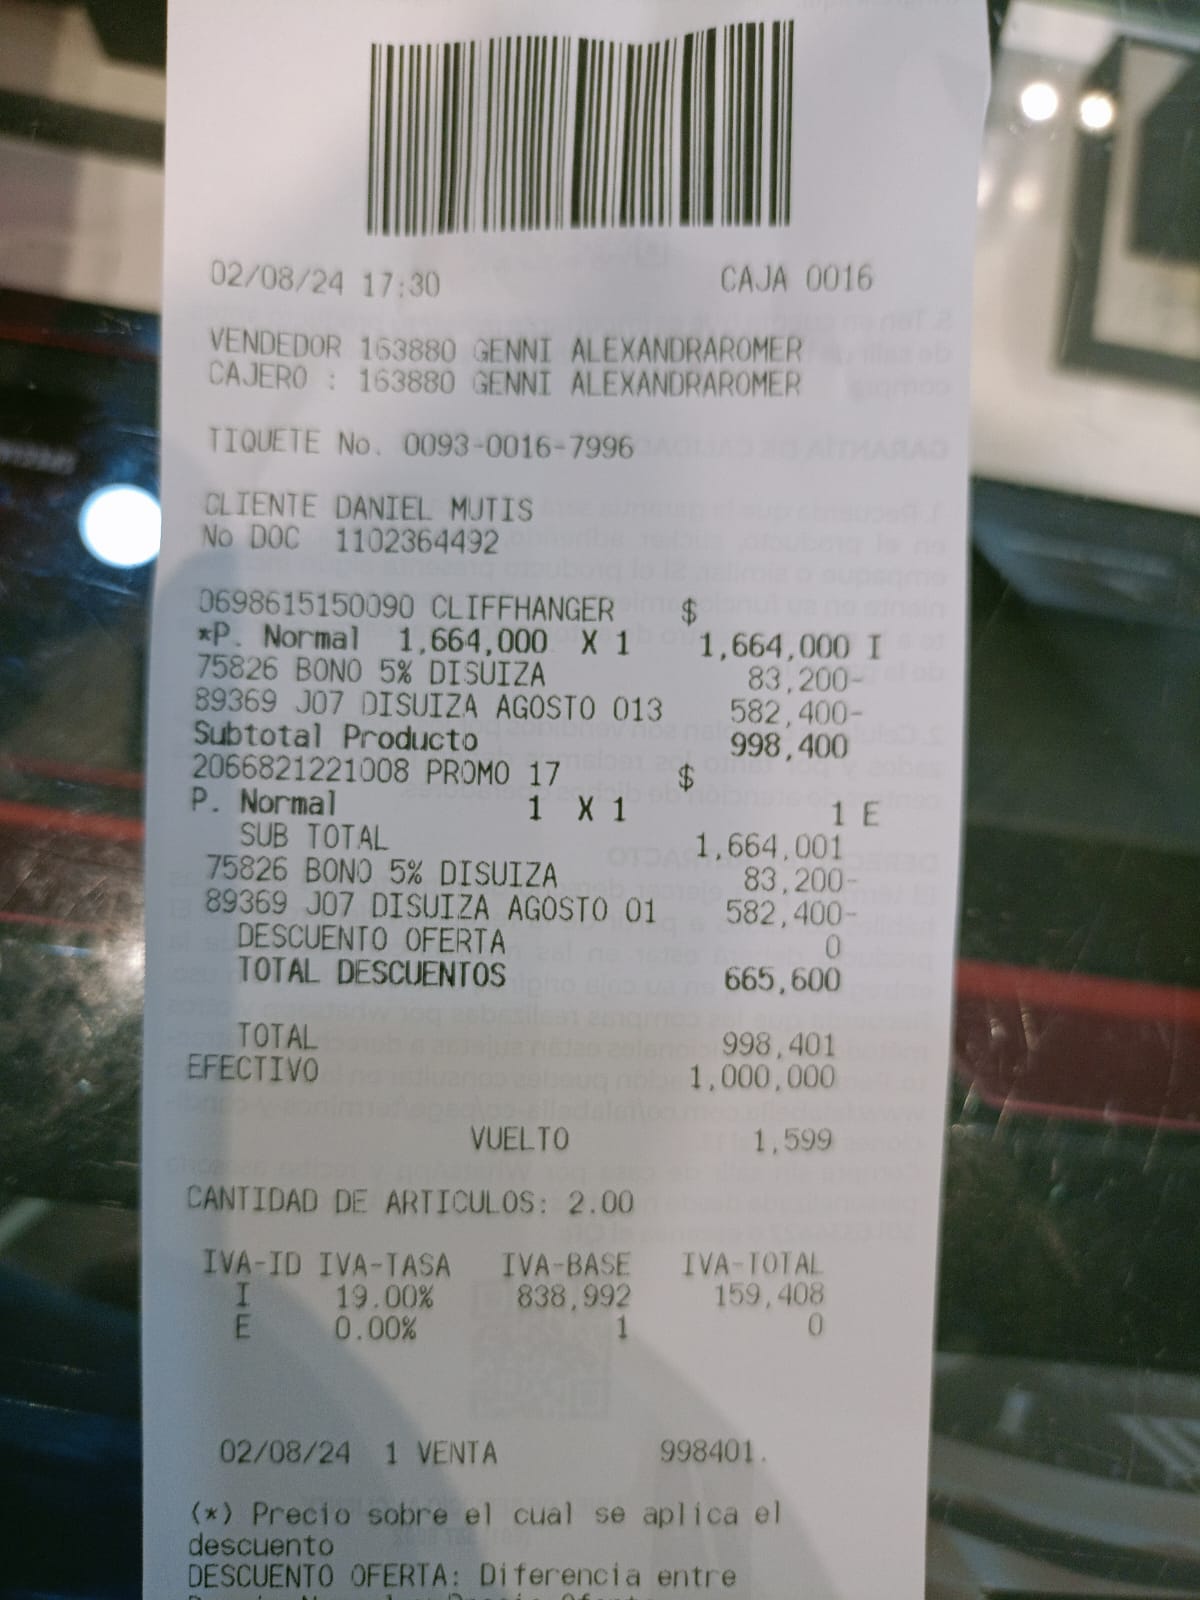 02/08/24 17:30 CAJA 0016
VENDEDOR 163880 GENNI ALEXANDRAROMER
CAJERO : 163880 GENNI ALEXANDRAROMER
TIQUETE No. 0093-0016-7996
CLIENTE DANIEL MUTIS
No DOC 1102364492
0698615150090 CLIFFHANGER $
*P. Normal 1,664,000 X 1 1,664,000 I
75826 BONO 5% DISUIZA 83,200-
89369 J07 DISUIZA AGOSTO 013 582,400-
Subtotal Producto 998,400
2066821221008 PROMO 17 $
P. Normal 1 X 1 1 E
SUB TOTAL 1,664,001
75826 BONO 5% DISUIZA 83,200-
89369 J07 DISUIZA AGOSTO 01 582,400-
DESCUENTO OFERTA 0
TOTAL DESCUENTOS 665,600
TOTAL 998,401
EFECTIVO 1,000,000
VUELTO 1,599
CANTIDAD DE ARTICULOS: 2.00
IVA-ID IVA-TASA IVA-BASE IVA-TOTAL
I 19.00% 838,992 159,408
E 0.00% 1 0
02/08/24 1 VENTA 998401.
(*) Precio sobre el cual se aplica el
descuento
DESCUENTO OFERTA: Diferencia entre